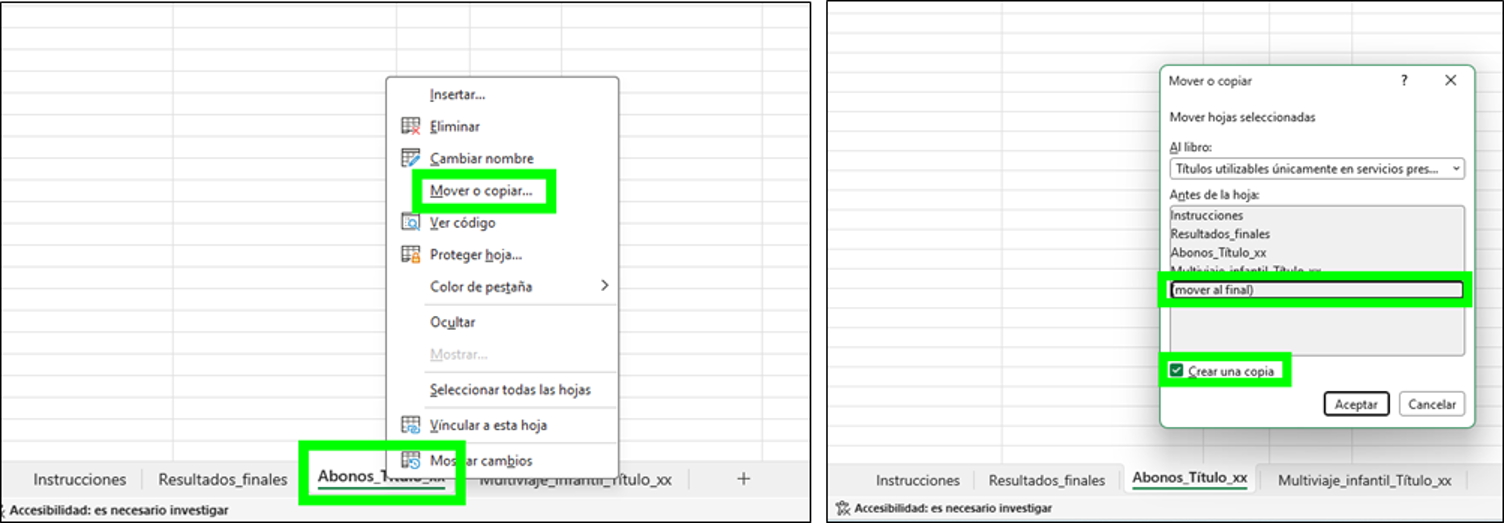 Insertar...
Eliminar
Cambiar nombre
Mover o copiar...
Ver código
Proteger hoja...
Color de pestaña
Ocultar
Mostrar...
Seleccionar todas las hojas
Vincular a esta hoja
Mostrar cambios
Instrucciones Resultados_finales Abonos_Título_xx Multiviaje_infantil_Título_xx +
Accesibilidad: es necesario investigar
Mover o copiar ? ×
Mover hojas seleccionadas
Al libro:
Títulos utilizables únicamente en servicios pres...
Antes de la hoja:
Instrucciones
Resultados_finales
Abonos_Título_xx
Multiviaje_infantil_Título_xx
(mover al final)
Crear una copia
Aceptar Cancelar
Instrucciones Resultados_finales Abonos_Título_xx Multiviaje_infantil_Título_xx
Accesibilidad: es necesario investigar